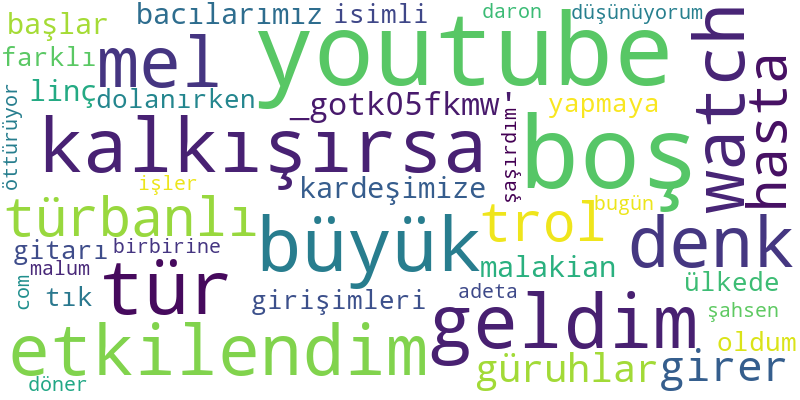 başlar
bacılarımız
isimli
daron
düşünüyorum
farklı
mel
youtube
watch
linç
dolanırken
_gotk05fkmw'
yapmaya
hasta
öttürüyor
kalkışırsa
şaşırdım'
boş
işler
kardeşimize
bugün
türbanlı
büyük
trol
denk
gitarı
birbirine
malum
tür
malakian
ülkede
com
tık
girişimleri
adeta
şahsen
etkilendim
geldim
oldum
güruhlar
girer
döner